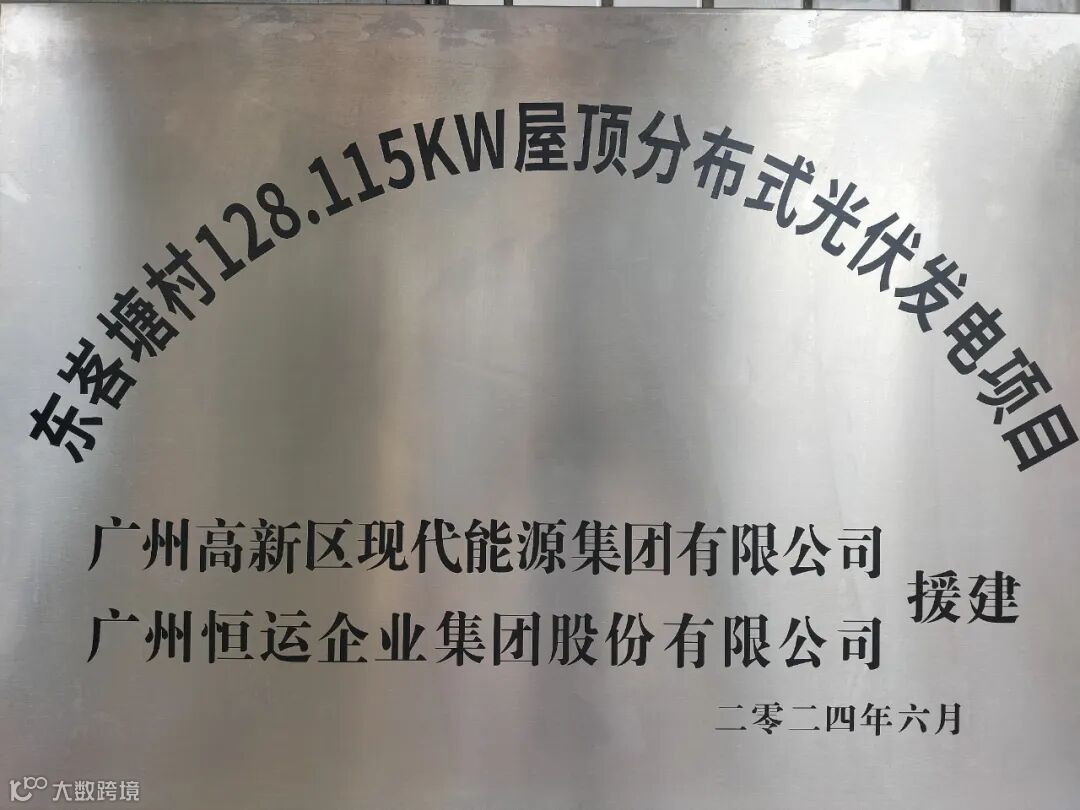 东峉塘村128.115KW屋顶分布式光伏发电项目
广州高新区现代能源集团有限公司
广州恒运企业集团股份有限公司
援建
二零二四年六月
大数跨境